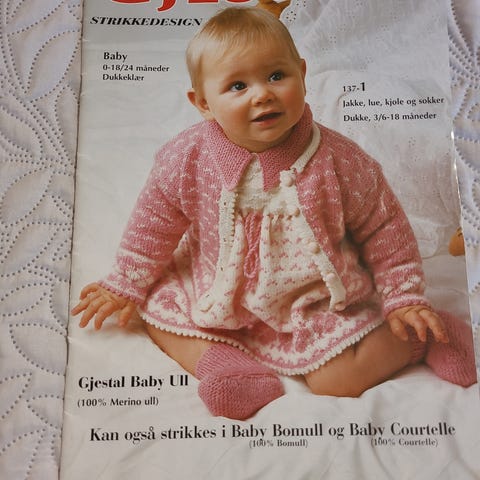 STRIKKEDESIGN
Baby
0-18/24 måneder
Dukkeklær
137-1
Jakke, lue, kjole og sokker
Dukke, 3/6-18 måneder
Gjestal Baby Ull
(100% Merino ull)
Kan også strikkes i Baby Bomull og Baby Courtelle
(100% Bomull) (100% Courtelle)